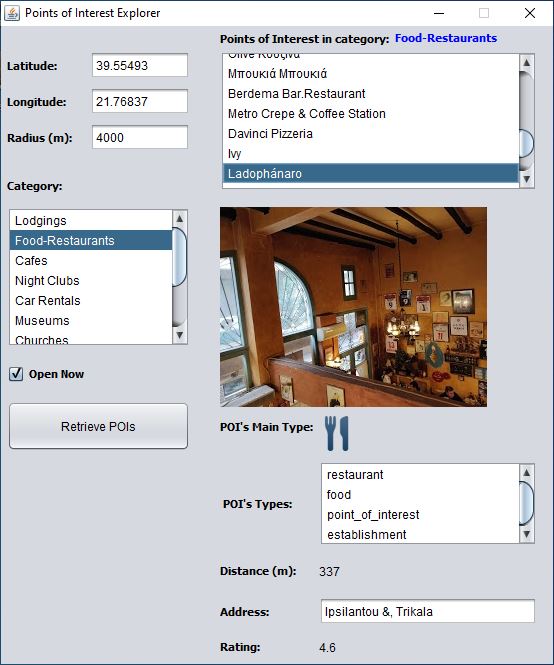 Points of Interest Explorer
Points of Interest in category: Food-Restaurants
Latitude: 39.55493
Longitude: 21.76837
Radius (m): 4000
Category:
Lodgings
Food-Restaurants
Cafes
Night Clubs
Car Rentals
Museums
Churches
Open Now
Retrieve POIs
Olive Κουζίνα
Μπουκιά Μπουκιά
Berdema Bar.Restaurant
Metro Crepe & Coffee Station
Davinci Pizzeria
Ivy
Ladophánaro
POI's Main Type:
POI's Types:
restaurant
food
point_of_interest
establishment
Distance (m): 337
Address: Ipsilantou &, Trikala
Rating: 4.6